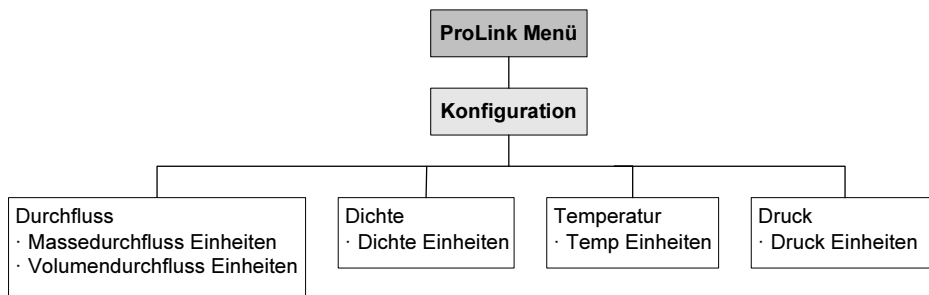 ProLink Menü
Konfiguration
Durchfluss
· Massedurchfluss Einheiten
· Volumendurchfluss Einheiten
Dichte
· Dichte Einheiten
Temperatur
· Temp Einheiten
Druck
· Druck Einheiten